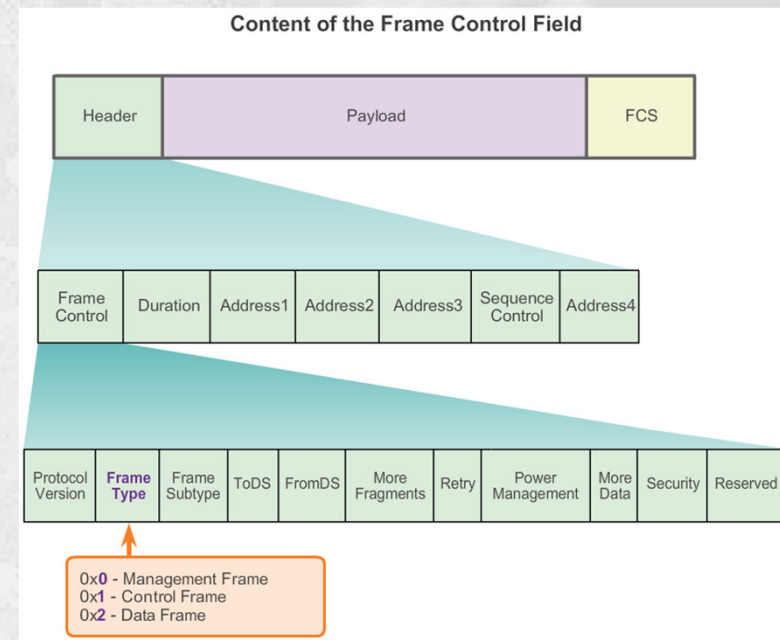 Content of the Frame Control Field
Header
Payload
FCS
Frame
Control
Duration
Address1
Address2
Address3
Sequence
Control
Address4
Protocol
Version
Frame
Type
Frame
Subtype
ToDS
FromDS
More
Fragments
Retry
Power
Management
More
Data
Security
Reserved
0x0 - Management Frame
0x1 - Control Frame
0x2 - Data Frame